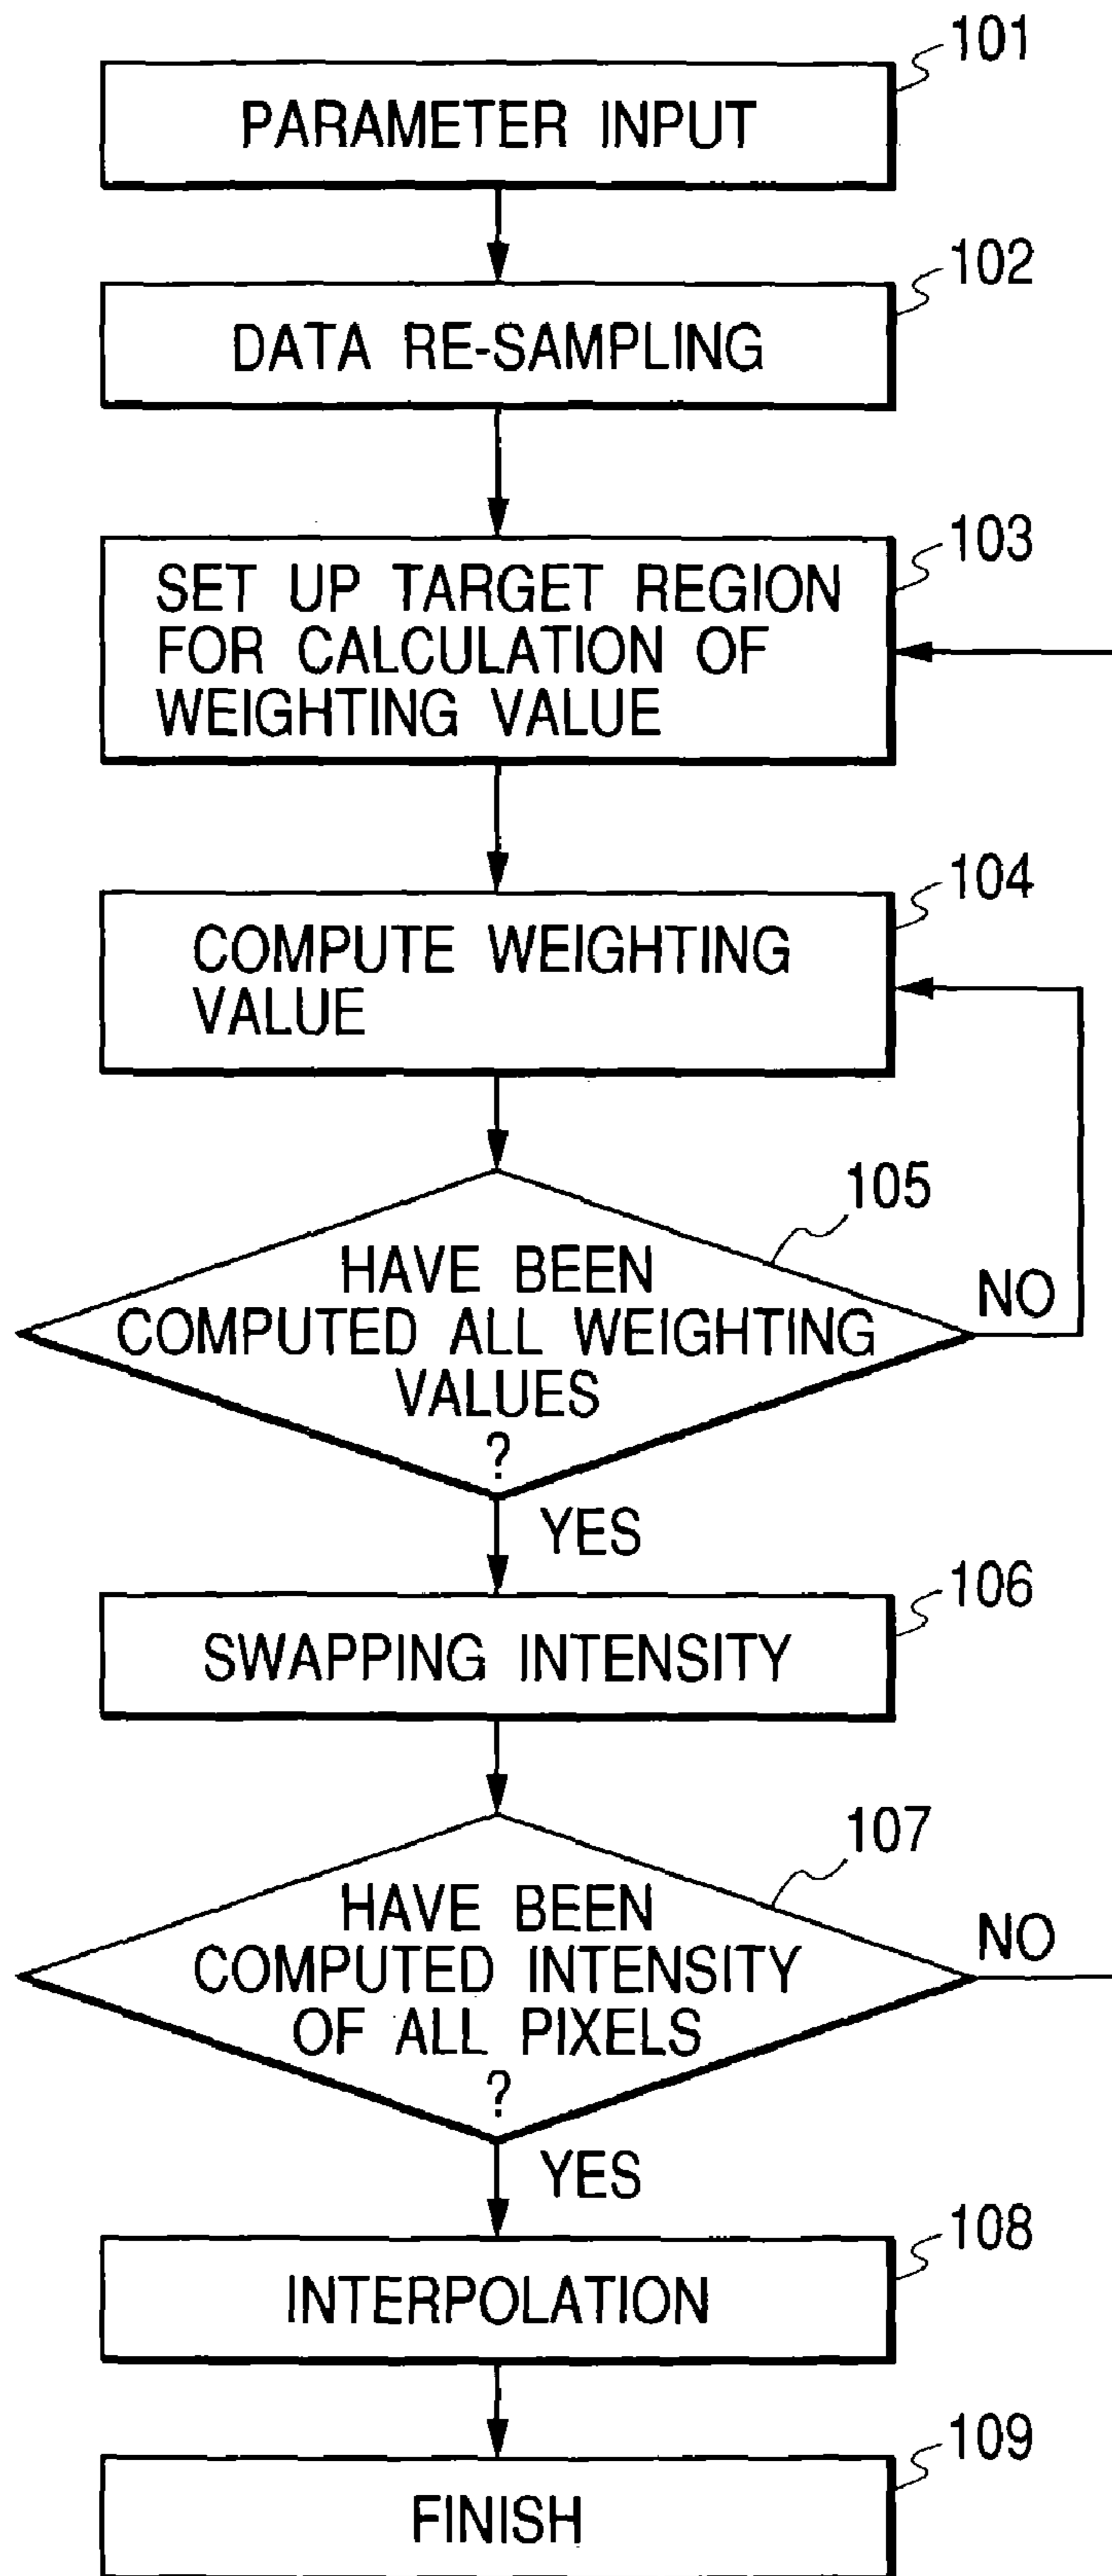 101
PARAMETER INPUT
102
DATA RE-SAMPLING
103
SET UP TARGET REGION
FOR CALCULATION OF
WEIGHTING VALUE
104
COMPUTE WEIGHTING
VALUE
105
HAVE BEEN
COMPUTED ALL WEIGHTING
VALUES
?
NO
YES
106
SWAPPING INTENSITY
107
HAVE BEEN
COMPUTED INTENSITY
OF ALL PIXELS
?
NO
YES
108
INTERPOLATION
109
FINISH